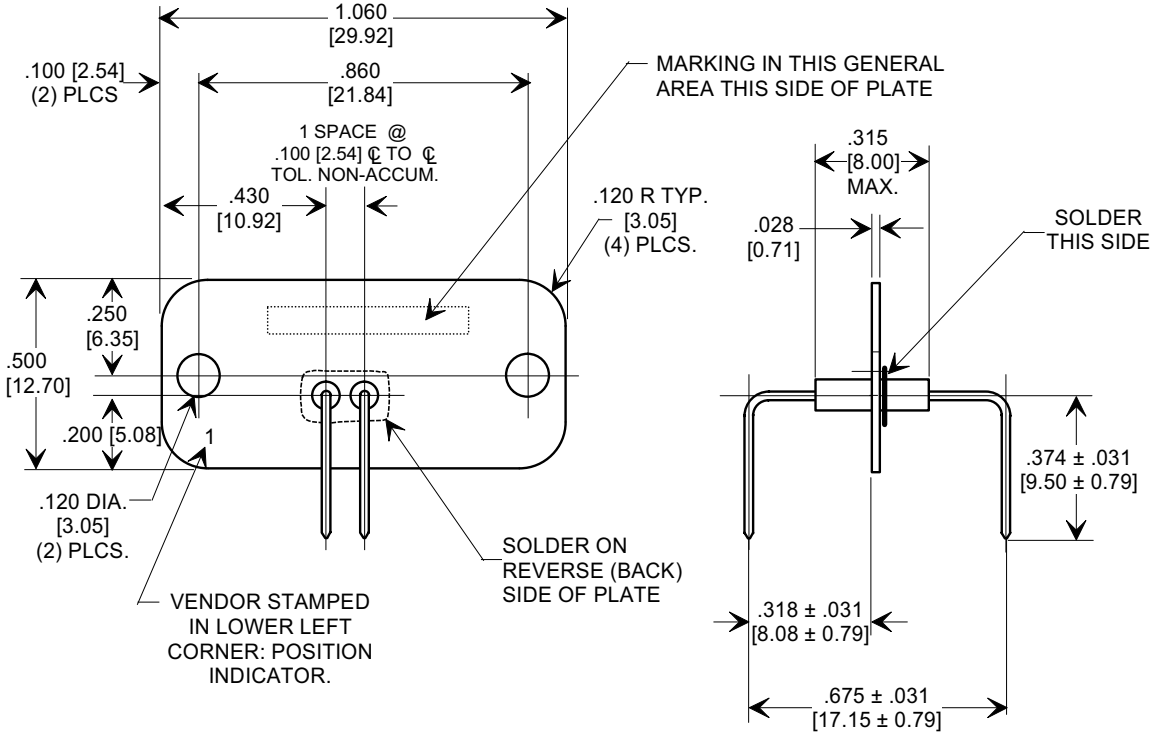 1.060
[29.92]
.100 [2.54]
(2) PLCS
.860
[21.84]
MARKING IN THIS GENERAL
AREA THIS SIDE OF PLATE
1 SPACE @
.100 [2.54] ℄ TO ℄
TOL. NON-ACCUM.
.430
[10.92]
.120 R TYP.
[3.05]
(4) PLCS.
.250
[6.35]
.500
[12.70]
.200 [5.08]
1
.120 DIA.
[3.05]
(2) PLCS.
SOLDER ON
REVERSE (BACK)
SIDE OF PLATE
VENDOR STAMPED
IN LOWER LEFT
CORNER: POSITION
INDICATOR.
.315
[8.00]
MAX.
.028
[0.71]
SOLDER
THIS SIDE
.374 ± .031
[9.50 ± 0.79]
.318 ± .031
[8.08 ± 0.79]
.675 ± .031
[17.15 ± 0.79]